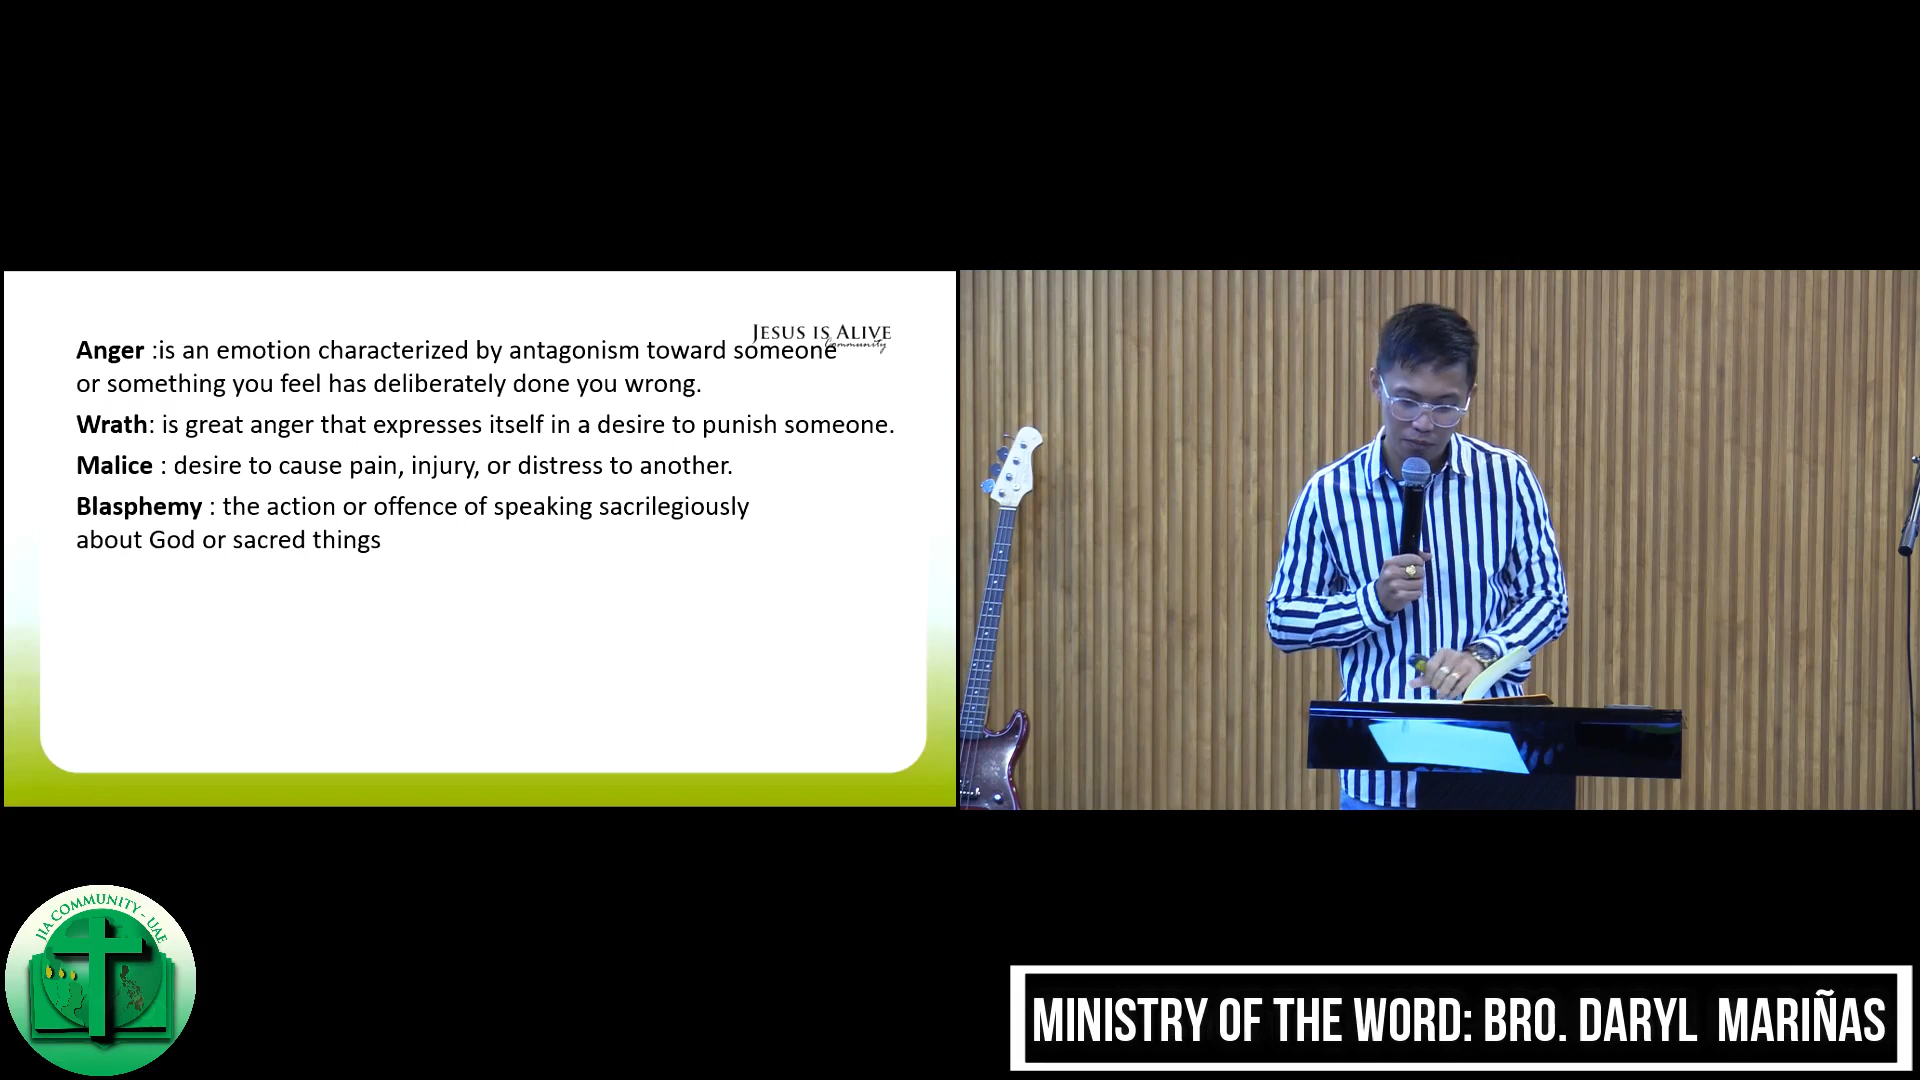 JESUS IS ALIVE
Community
Anger :is an emotion characterized by antagonism toward someone
or something you feel has deliberately done you wrong.
Wrath: is great anger that expresses itself in a desire to punish someone.
Malice : desire to cause pain, injury, or distress to another.
Blasphemy : the action or offence of speaking sacrilegiously
about God or sacred things
JIA COMMUNITY - UAE
MINISTRY OF THE WORD: BRO. DARYL MARIÑAS